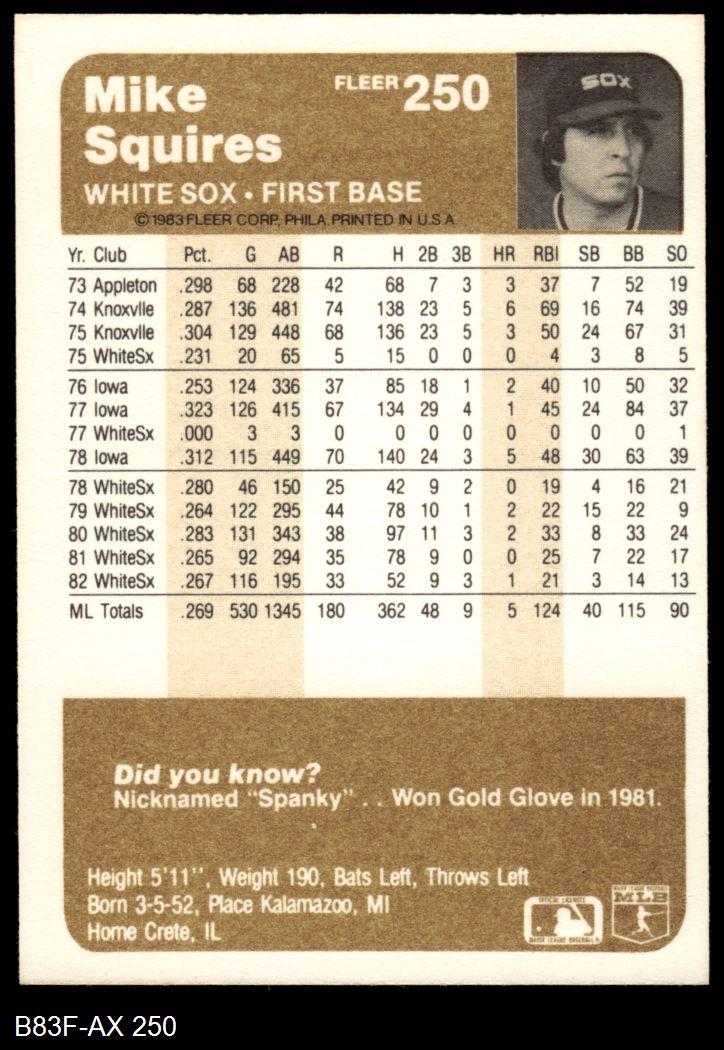 Mike
Squires
FLEER 250
SOX
WHITE SOX • FIRST BASE
© 1983 FLEER CORP., PHILA. PRINTED IN U.S.A.
Yr. Club Pct. G AB R H 2B 3B HR RBI SB BB SO
73 Appleton .298 68 228 42 68 7 3 3 37 7 52 19
74 Knoxvlle .287 136 481 74 138 23 5 6 69 16 74 39
75 Knoxvlle .304 129 448 68 136 23 5 3 50 24 67 31
75 WhiteSx .231 20 65 5 15 0 0 0 4 3 8 5
76 Iowa .253 124 336 37 85 18 1 2 40 10 50 32
77 Iowa .323 126 415 67 134 29 4 1 45 24 84 37
77 WhiteSx .000 3 3 0 0 0 0 0 0 0 0 1
78 Iowa .312 115 449 70 140 24 3 5 48 30 63 39
78 WhiteSx .280 46 150 25 42 9 2 0 19 4 16 21
79 WhiteSx .264 122 295 44 78 10 1 2 22 15 22 9
80 WhiteSx .283 131 343 38 97 11 3 2 33 8 33 24
81 WhiteSx .265 92 294 35 78 9 0 0 25 7 22 17
82 WhiteSx .267 116 195 33 52 9 3 1 21 3 14 13
ML Totals .269 530 1345 180 362 48 9 5 124 40 115 90
Did you know?
Nicknamed "Spanky" . . Won Gold Glove in 1981.
Height 5'11'', Weight 190, Bats Left, Throws Left
Born 3-5-52, Place Kalamazoo, MI
Home Crete, IL
OFFICIAL LICENSEE
MAJOR LEAGUE BASEBALL
MAJOR LEAGUE BASEBALL
MLB
B83F-AX 250